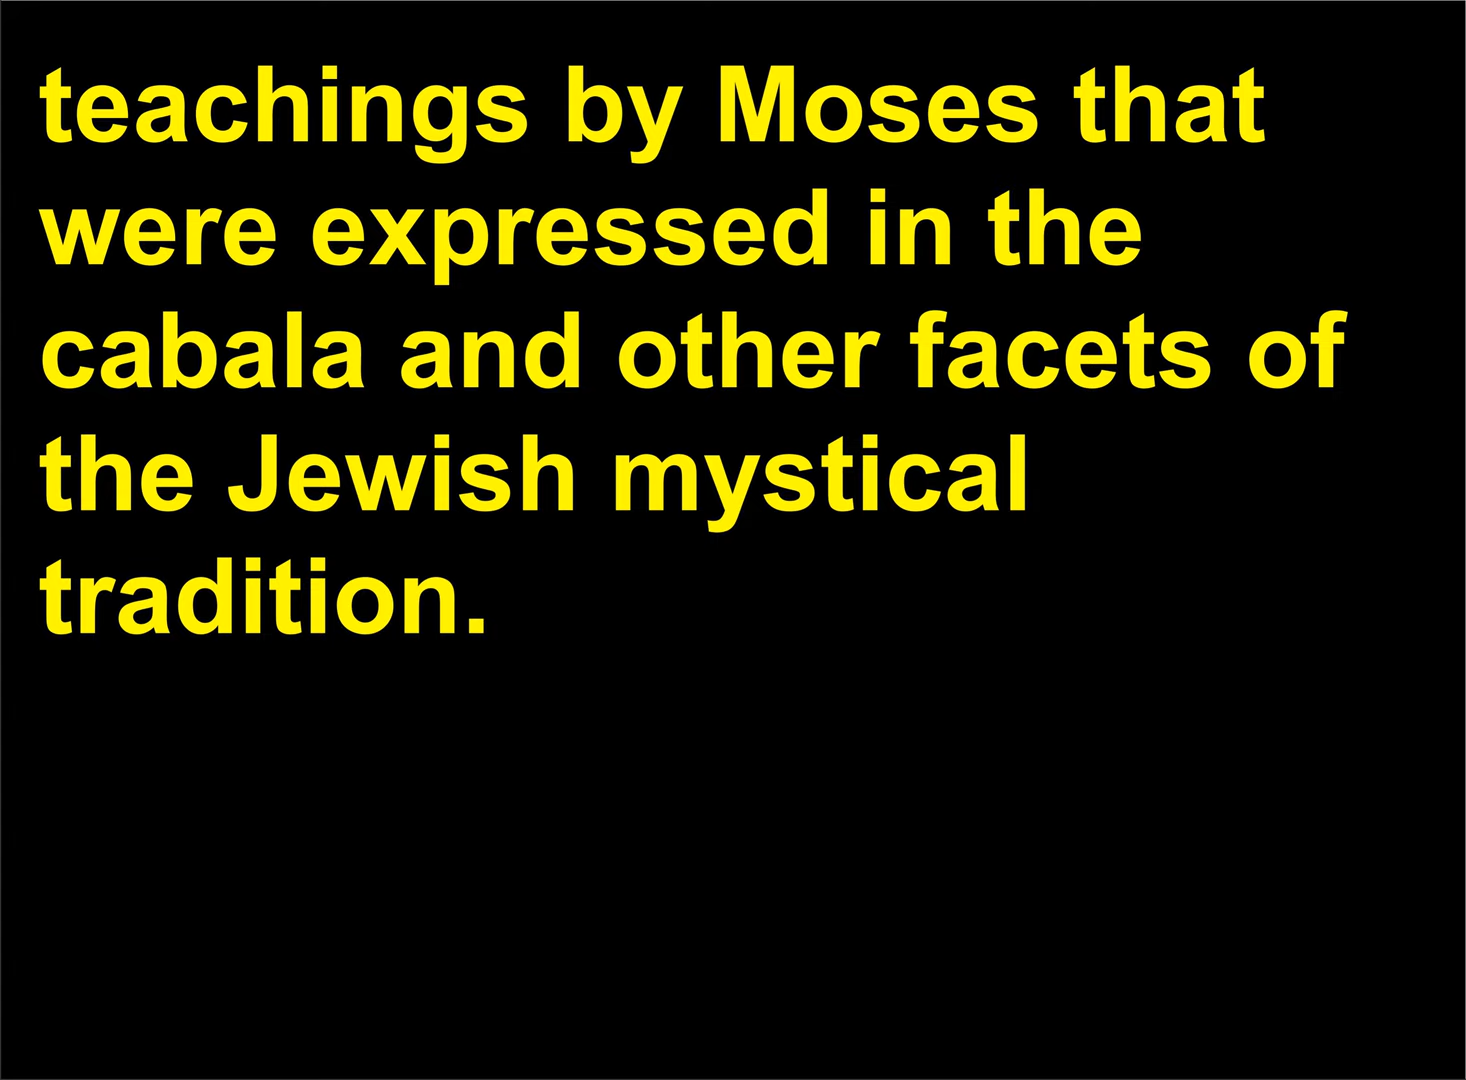 teachings by Moses that
were expressed in the
cabala and other facets of
the Jewish mystical
tradition.